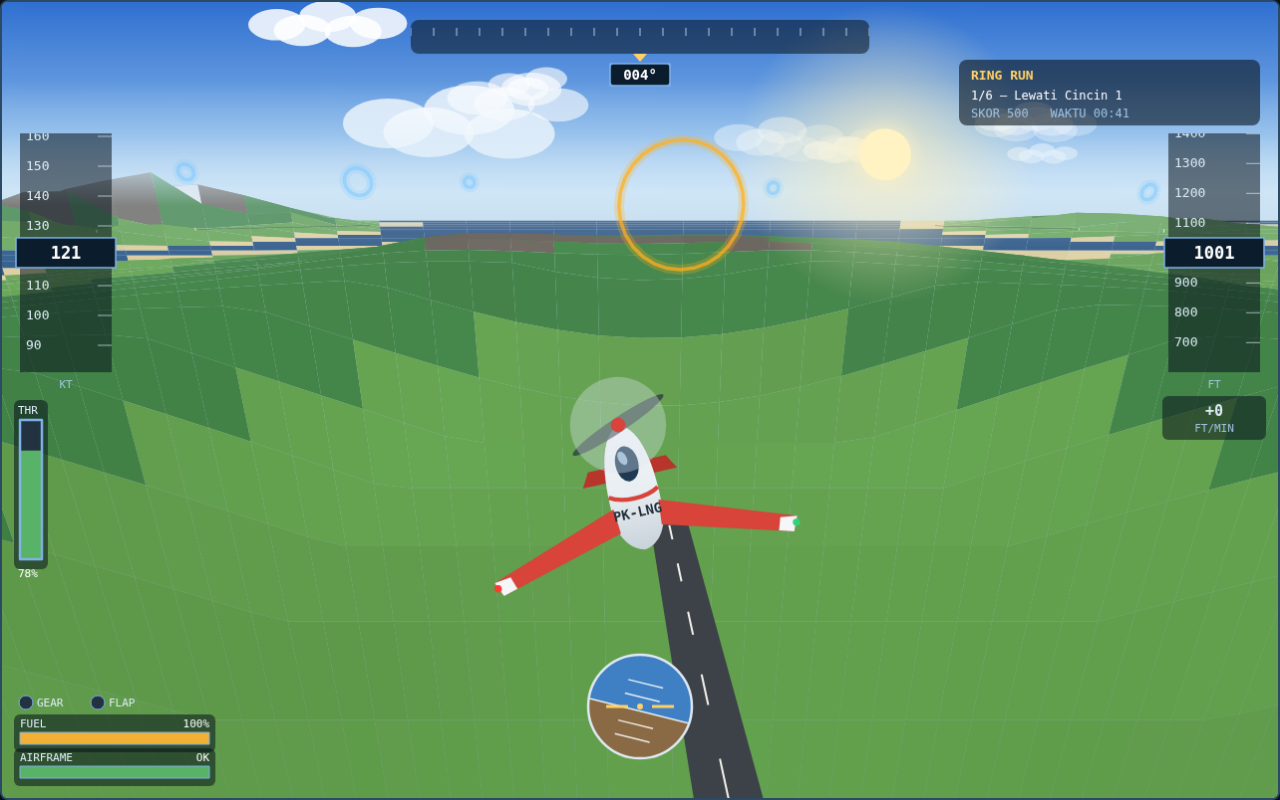 004°
RING RUN
1/6 — Lewati Cincin 1
SKOR 500 WAKTU 00:41
160
150
140
130
121
110
100
90
KT
1400
1300
1200
1100
1001
900
800
700
FT
+0
FT/MIN
THR
78%
PK-LNG
GEAR FLAP
FUEL 100%
AIRFRAME OK